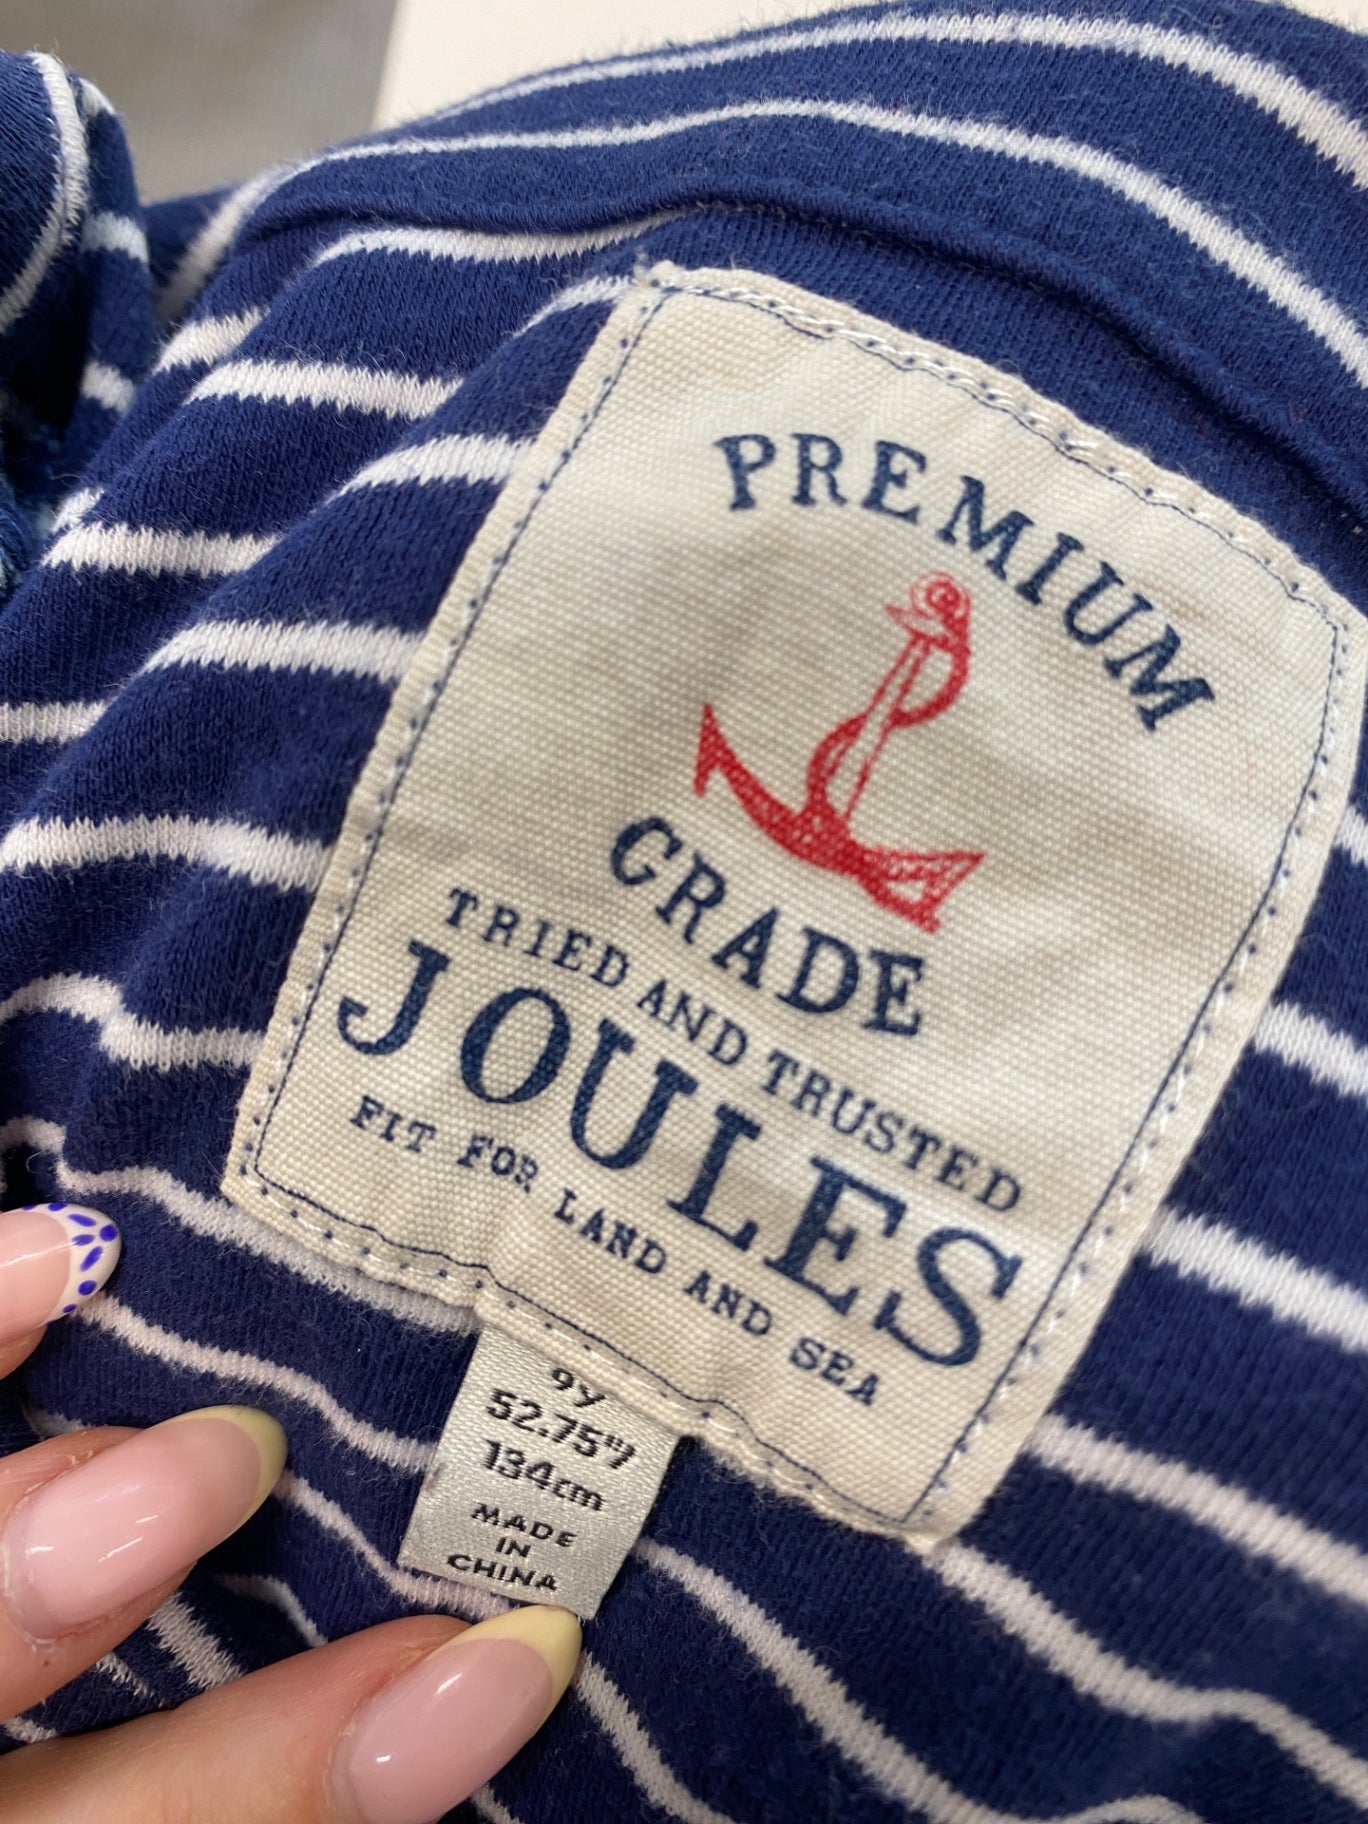 PREMIUM
GRADE
TRIED AND TRUSTED
JOULES
FIT FOR LAND AND SEA
9Y
52.75"/
134cm
MADE
IN
CHINA